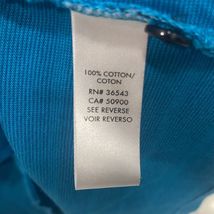 100% COTTON/
COTON
RN# 36543
CA# 50900
SEE REVERSE
VOIR REVERSO